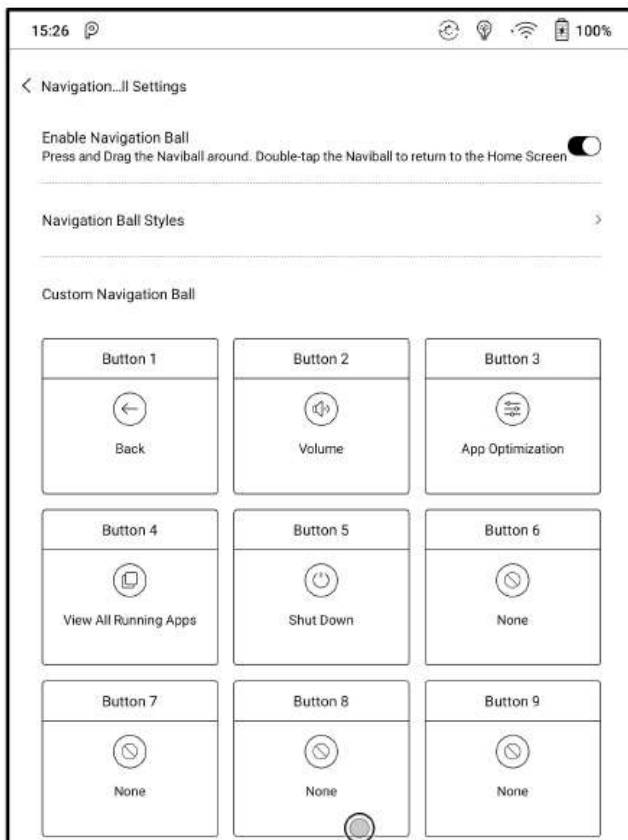 15:26 100%
Navigation...ll Settings
Enable Navigation Ball
Press and Drag the Naviball around. Double-tap the Naviball to return to the Home Screen
Navigation Ball Styles
Custom Navigation Ball
Button 1 Button 2 Button 3
Back Volume App Optimization
Button 4 Button 5 Button 6
View All Running Apps Shut Down None
Button 7 Button 8 Button 9
None None None